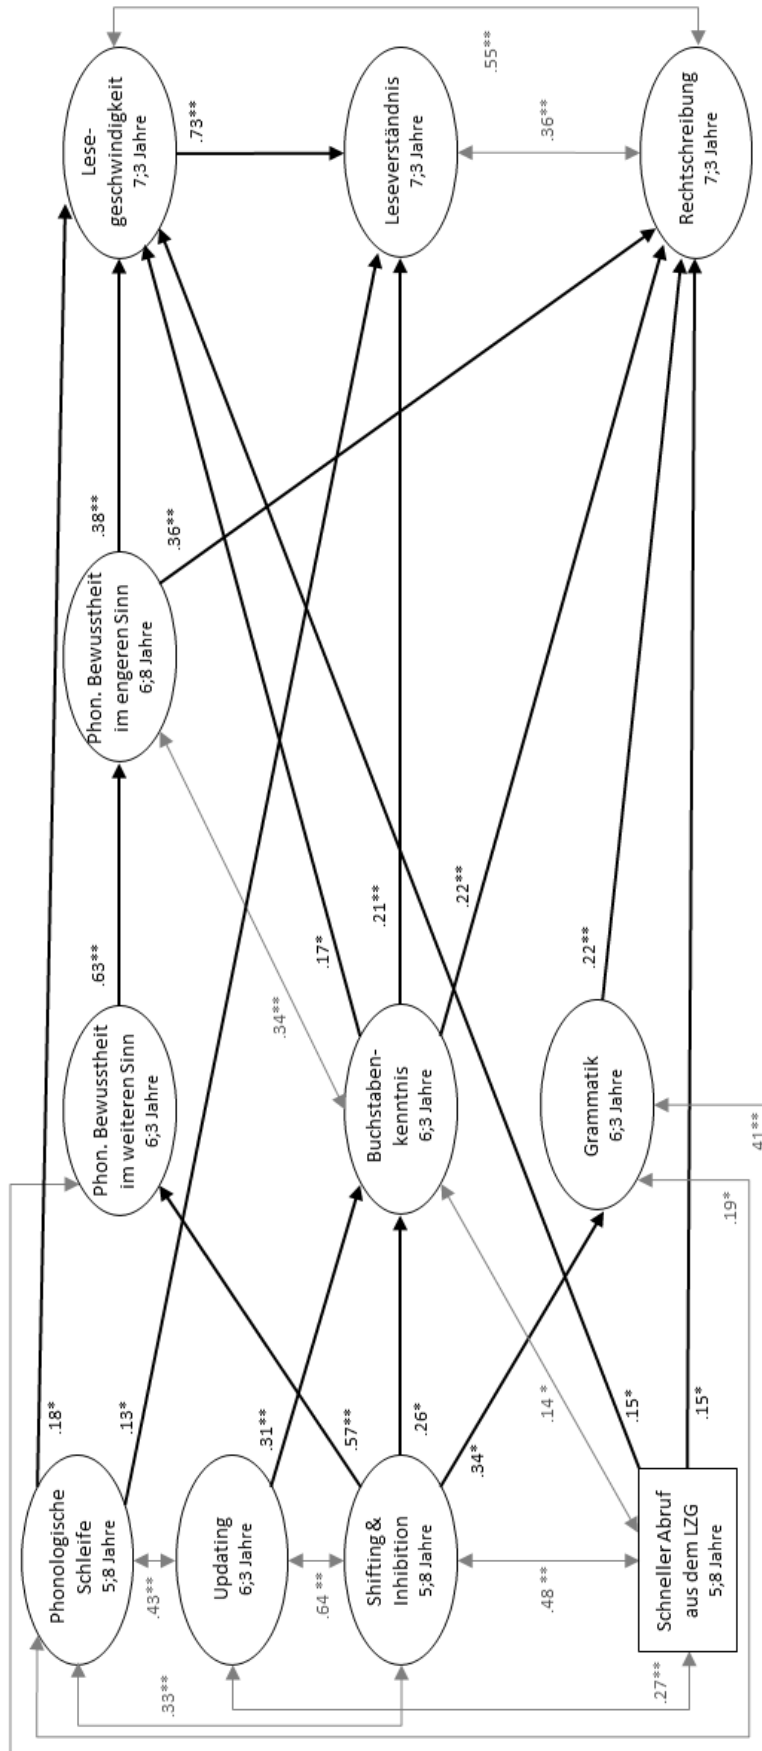 Phonologische
Schleife
5;8 Jahre
.43**
Updating
6;3 Jahre
.64 **
Shifting &
Inhibition
5;8 Jahre
.48 **
Schneller Abruf
aus dem LZG
5;8 Jahre
.33**
.27**
.18*
.13*
.31**
.57**
.26*
.34*
.14 *
.15*
.15*
Phon. Bewusstheit
im weiteren Sinn
6;3 Jahre
Buchstaben-
kenntnis
6;3 Jahre
Grammatik
6;3 Jahre
.19*
41**
.63**
.34**
.17*
.21**
.22**
.22**
Phon. Bewusstheit
im engeren Sinn
6;8 Jahre
.38**
.36**
Lese-
geschwindigkeit
7;3 Jahre
.73**
Leseverständnis
7;3 Jahre
.36**
Rechtschreibung
7;3 Jahre
.55**